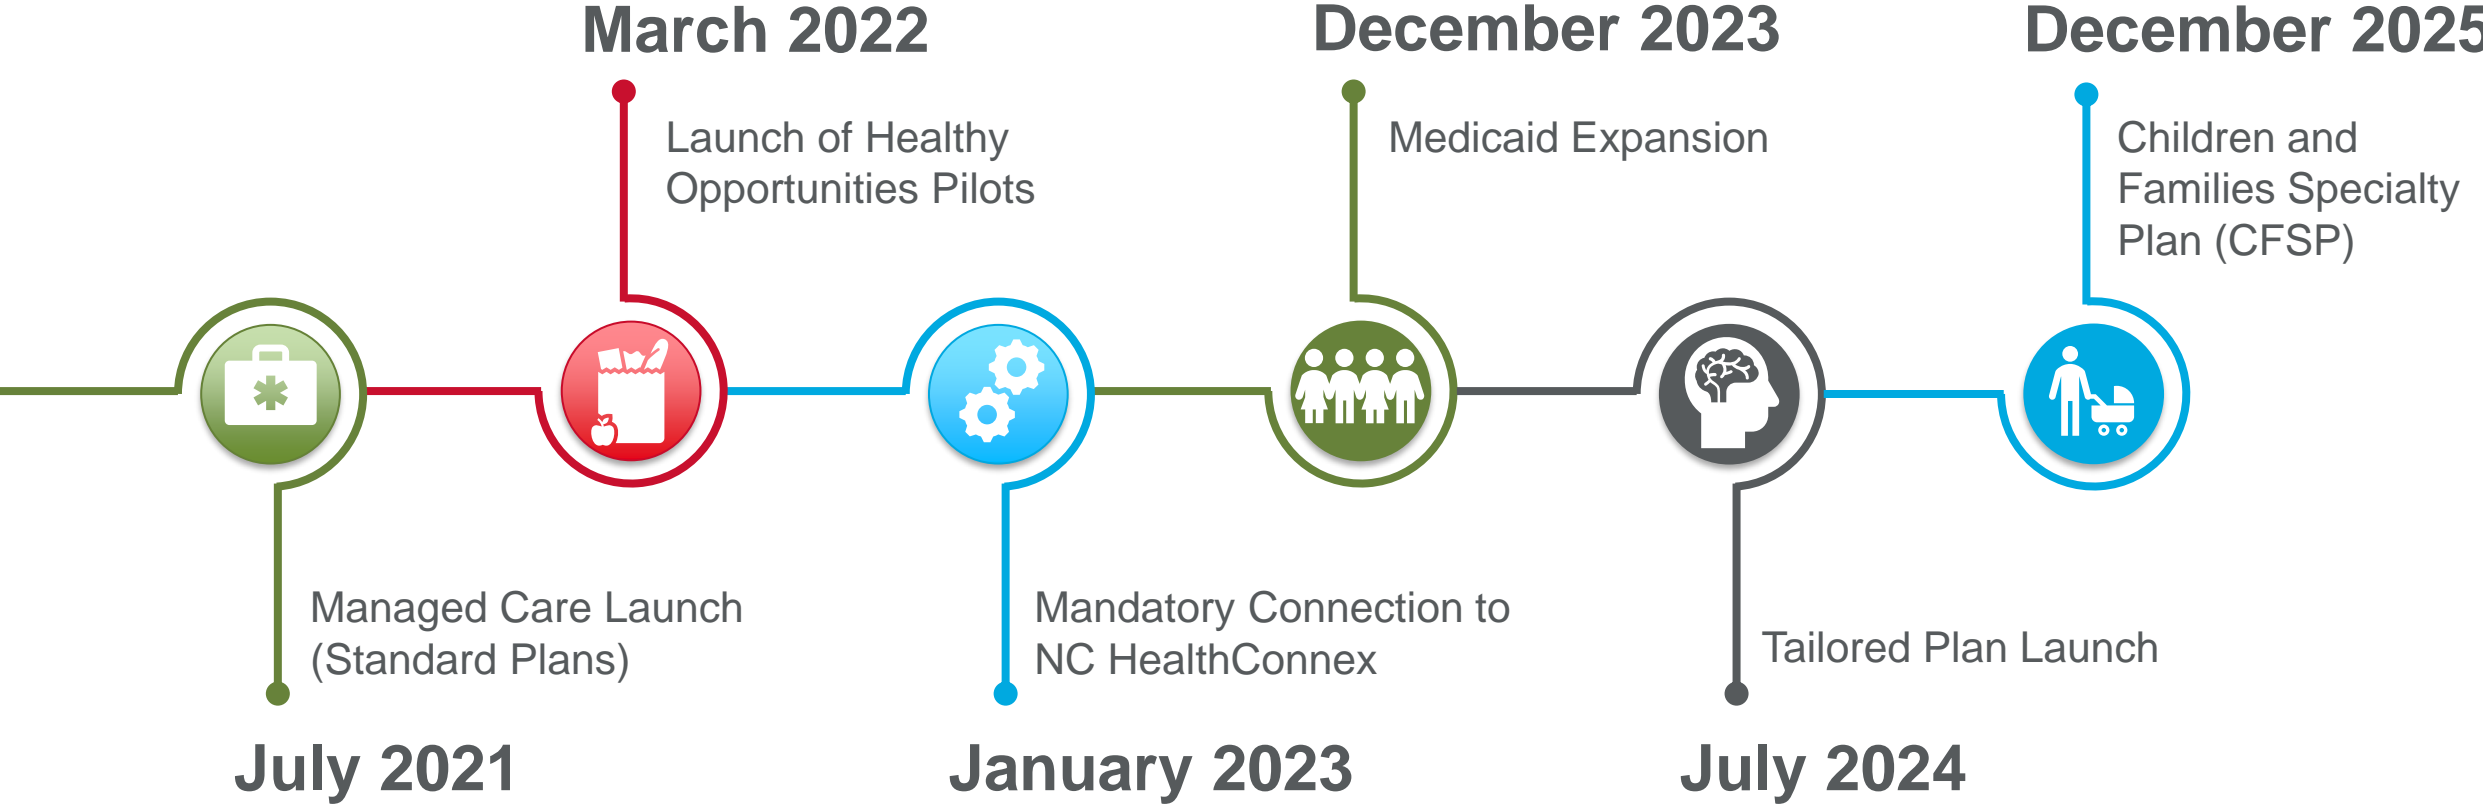 March 2022
December 2023
December 2025
Launch of Healthy
Opportunities Pilots
Medicaid Expansion
Children and
Families Specialty
Plan (CFSP)
Managed Care Launch
(Standard Plans)
Mandatory Connection to
NC HealthConnex
Tailored Plan Launch
July 2021
January 2023
July 2024